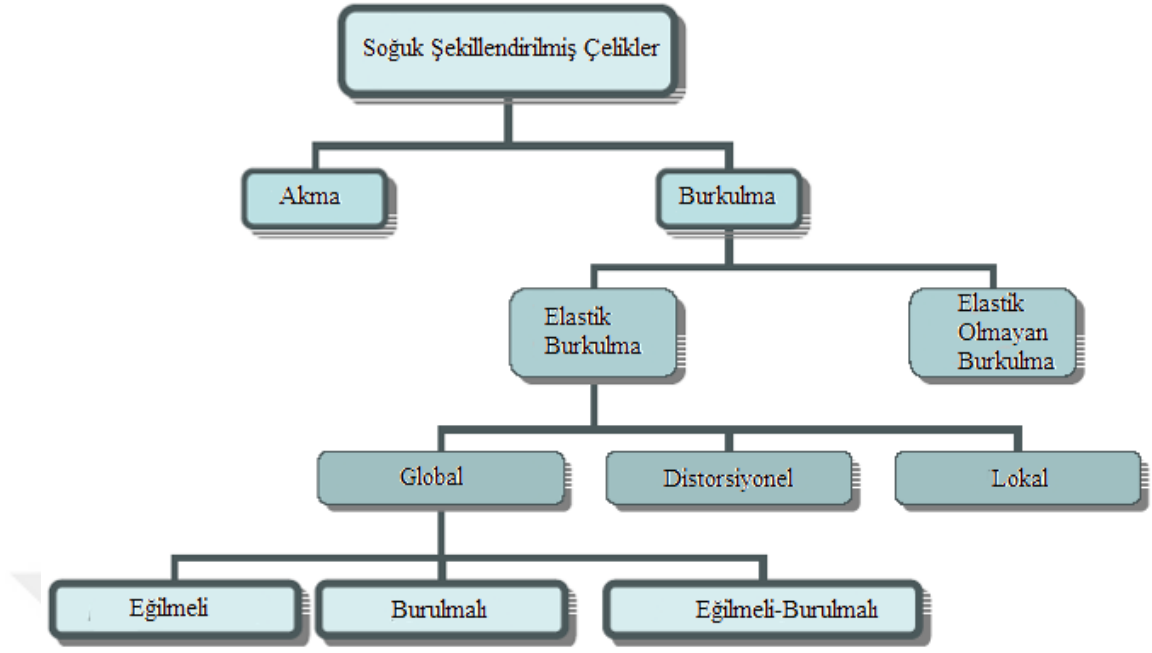 Soğuk Şekillendirilmiş Çelikler
Akma
Burkulma
Elastik
Burkulma
Elastik
Olmayan
Burkulma
Global
Distorsiyonel
Lokal
Eğilmeli
Burulmalı
Eğilmeli-Burulmalı